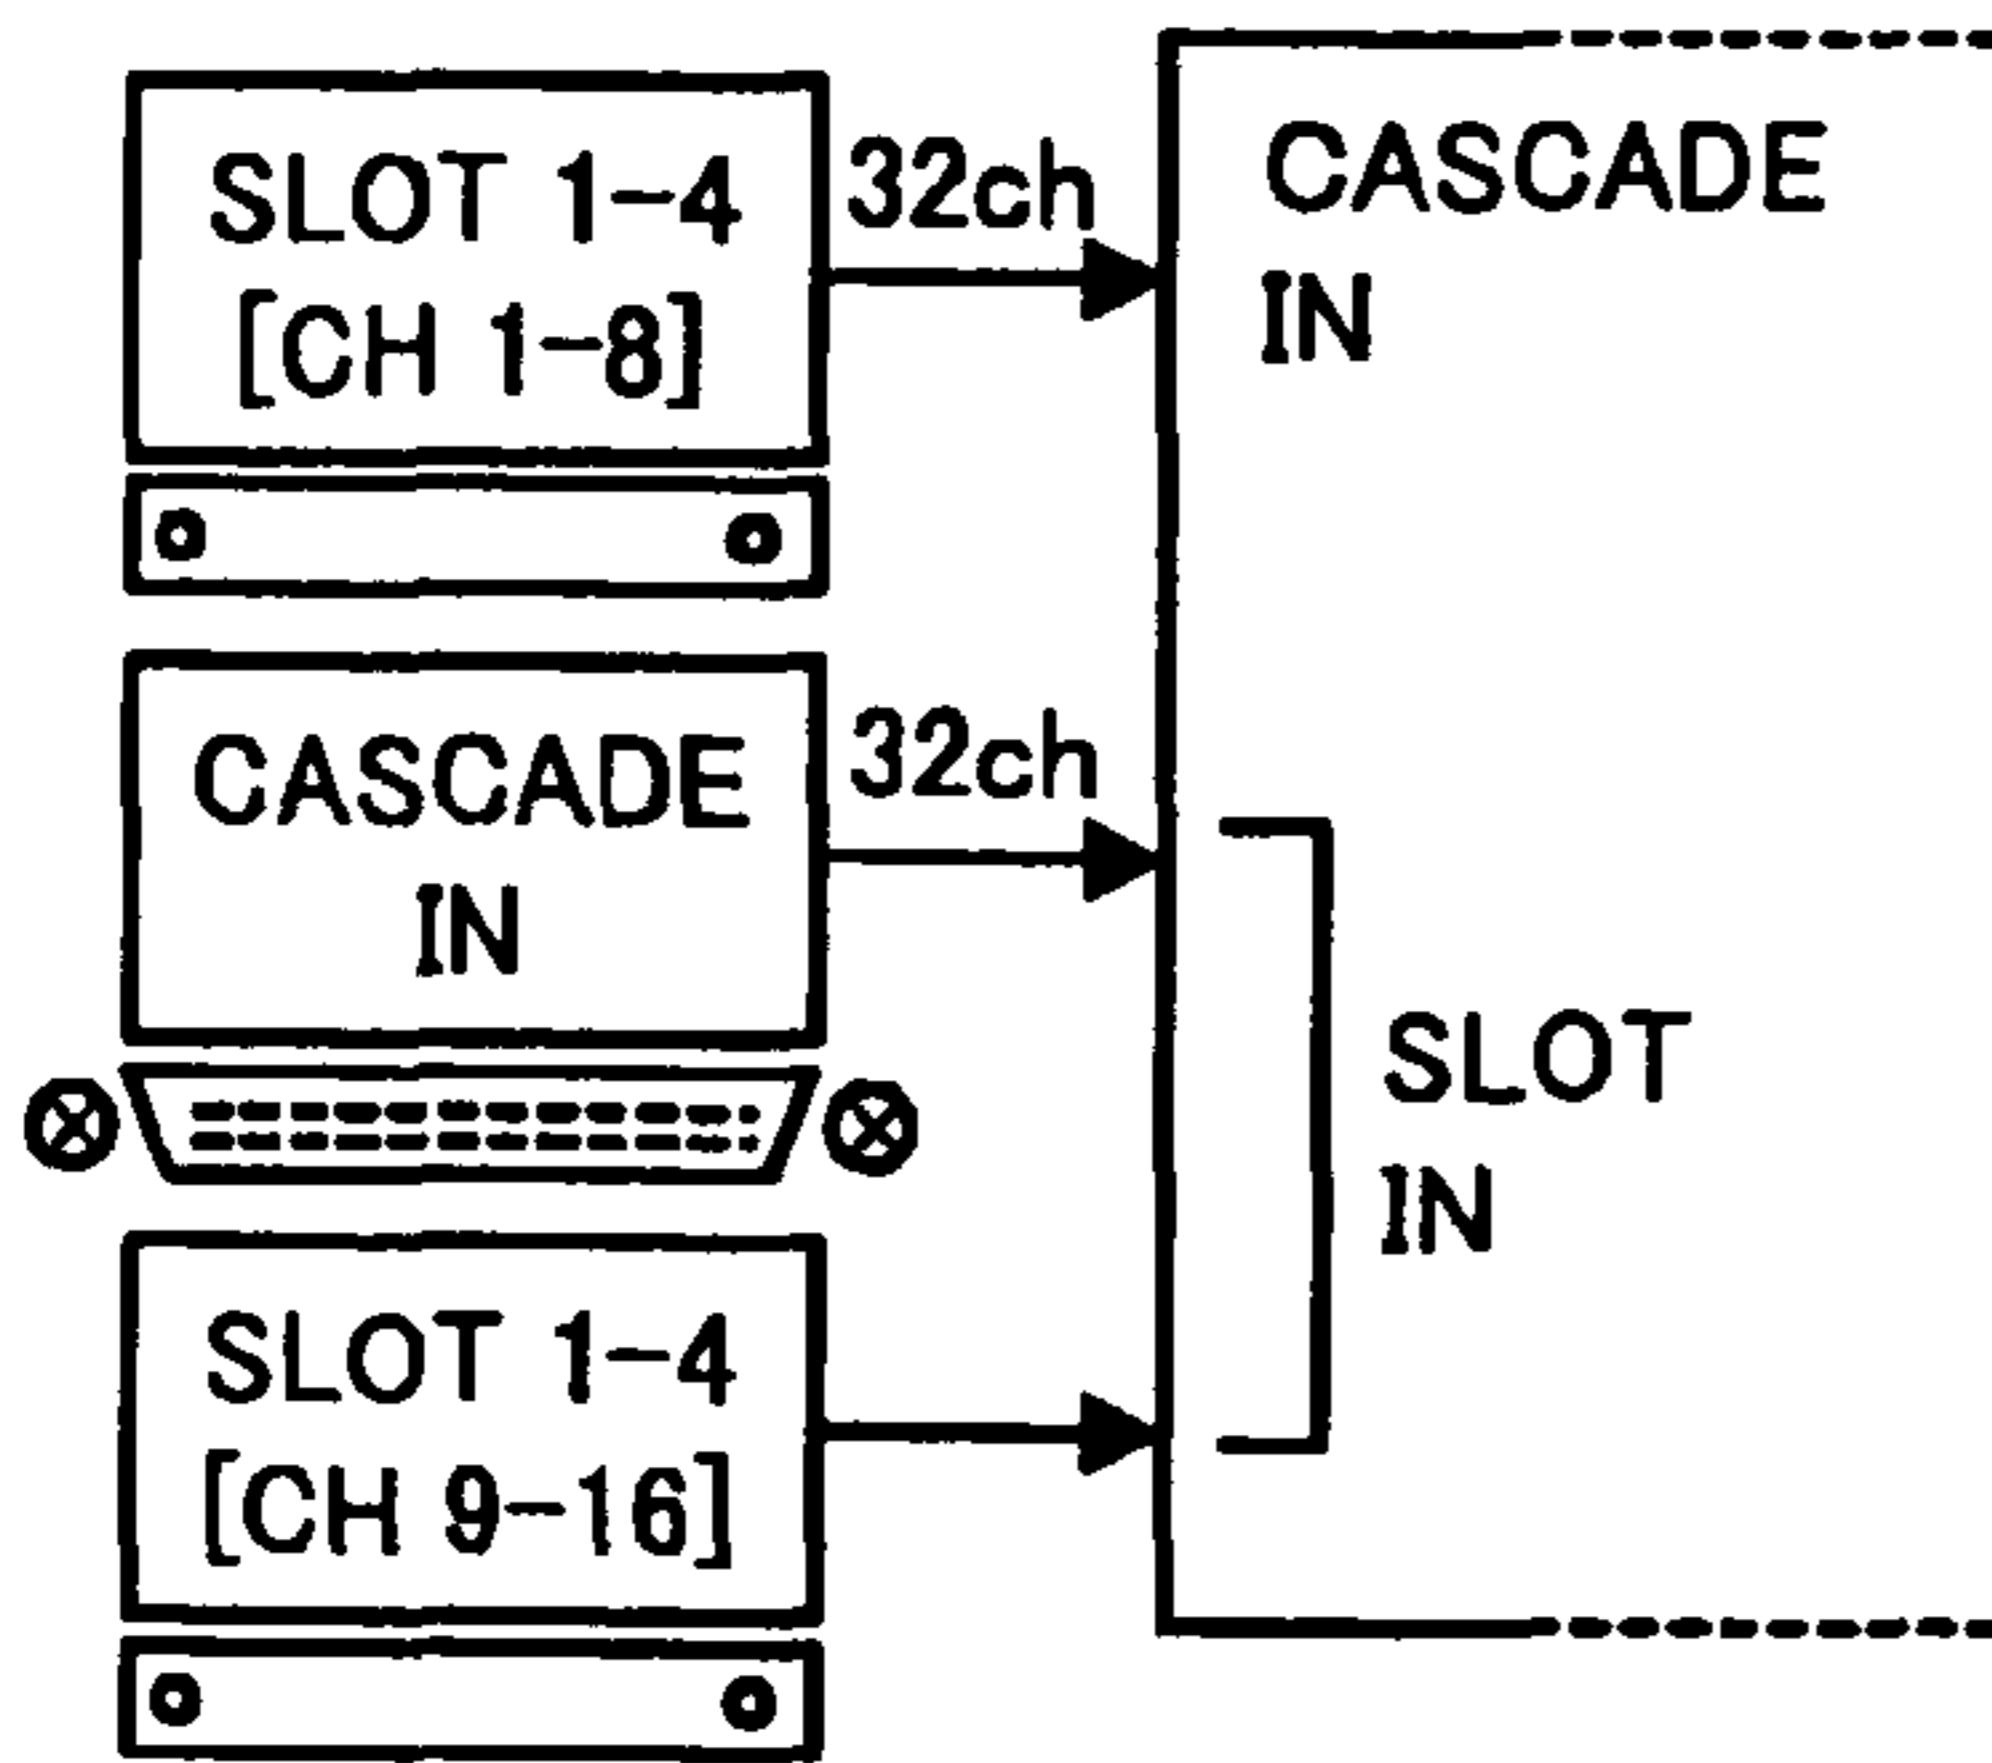 SLOT 1-4
[CH 1-8]
32ch
CASCADE
IN
CASCADE
IN
32ch
SLOT
IN
SLOT 1-4
[CH 9-16]